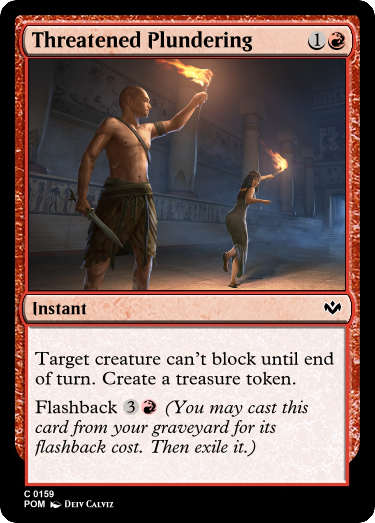 Threatened Plundering 1
Instant
Target creature can't block until end
of turn. Create a treasure token.
Flashback 3 (You may cast this
card from your graveyard for its
flashback cost. Then exile it.)
C 0159
POM Deiv Calviz